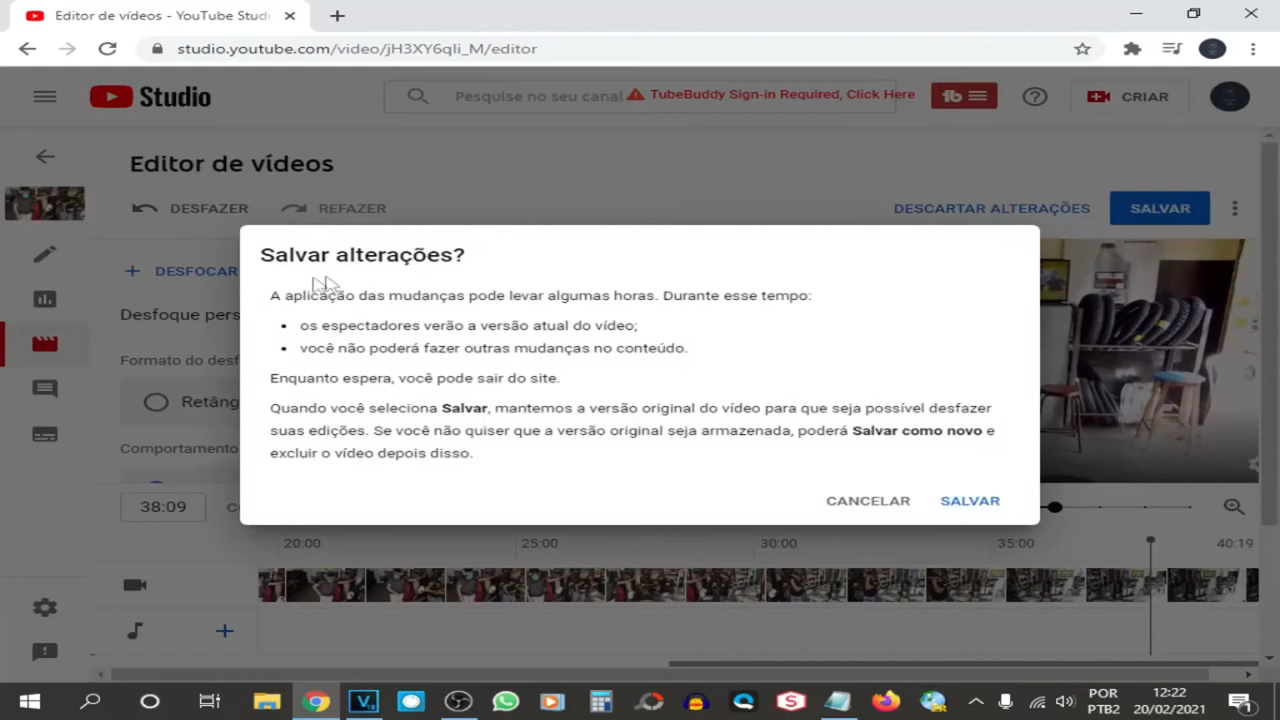 Editor de vídeos - YouTube Studi
studio.youtube.com/video/jH3XY6qIi_M/editor
Studio
Pesquise no seu canal
TubeBuddy Sign-in Required, Click Here
CRIAR
Editor de vídeos
DESFAZER
REFAZER
DESCARTAR ALTERAÇÕES
SALVAR
DESFOCAR
Desfoque pers
Formato do desf
Retâng
Comportamento
Salvar alterações?
A aplicação das mudanças pode levar algumas horas. Durante esse tempo:
• os espectadores verão a versão atual do vídeo;
• você não poderá fazer outras mudanças no conteúdo.
Enquanto espera, você pode sair do site.
Quando você seleciona Salvar, mantemos a versão original do vídeo para que seja possível desfazer
suas edições. Se você não quiser que a versão original seja armazenada, poderá Salvar como novo e
excluir o vídeo depois disso.
CANCELAR
SALVAR
38:09
20:00
25:00
30:00
35:00
40:19
POR
PTB2
12:22
20/02/2021